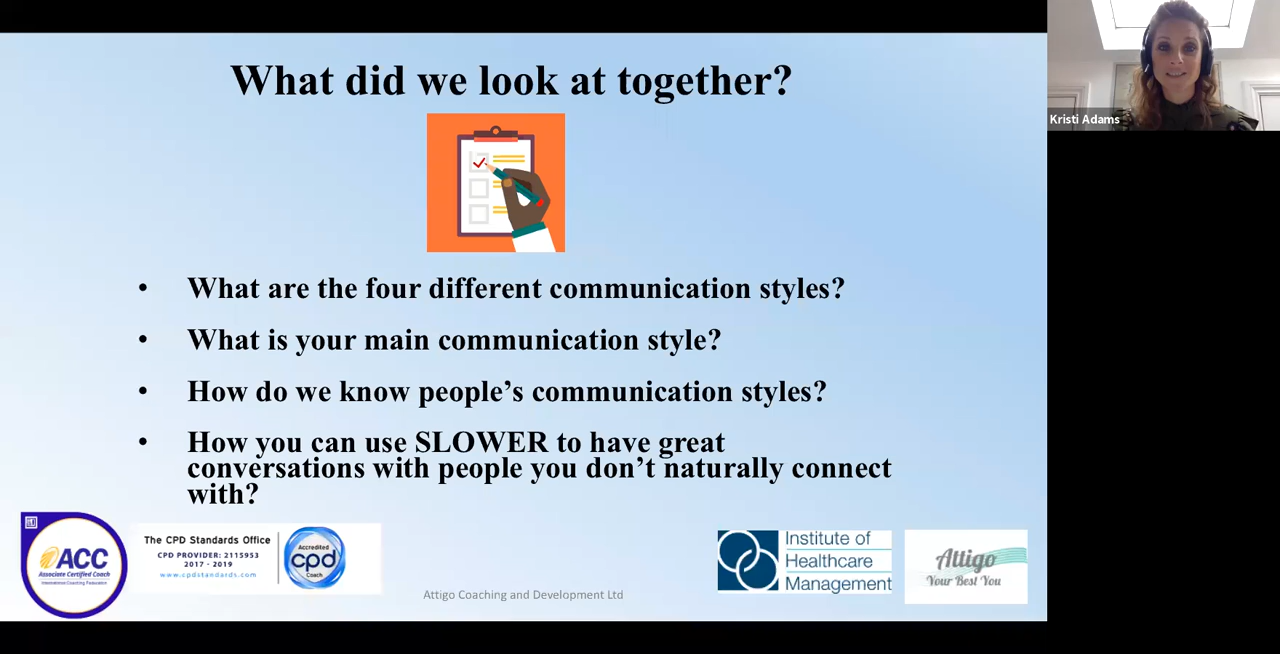 What did we look at together?
Kristi Adams
• What are the four different communication styles?
• What is your main communication style?
• How do we know people’s communication styles?
• How you can use SLOWER to have great
conversations with people you don’t naturally connect
with?
ACC
Associate Certified Coach
International Coaching Federation
The CPD Standards Office
CPD PROVIDER: 2115953
2017 - 2019
www.cpdstandards.com
Accredited
cpd
Coach
Attigo Coaching and Development Ltd
Institute of
Healthcare
Management
Attigo
Your Best You